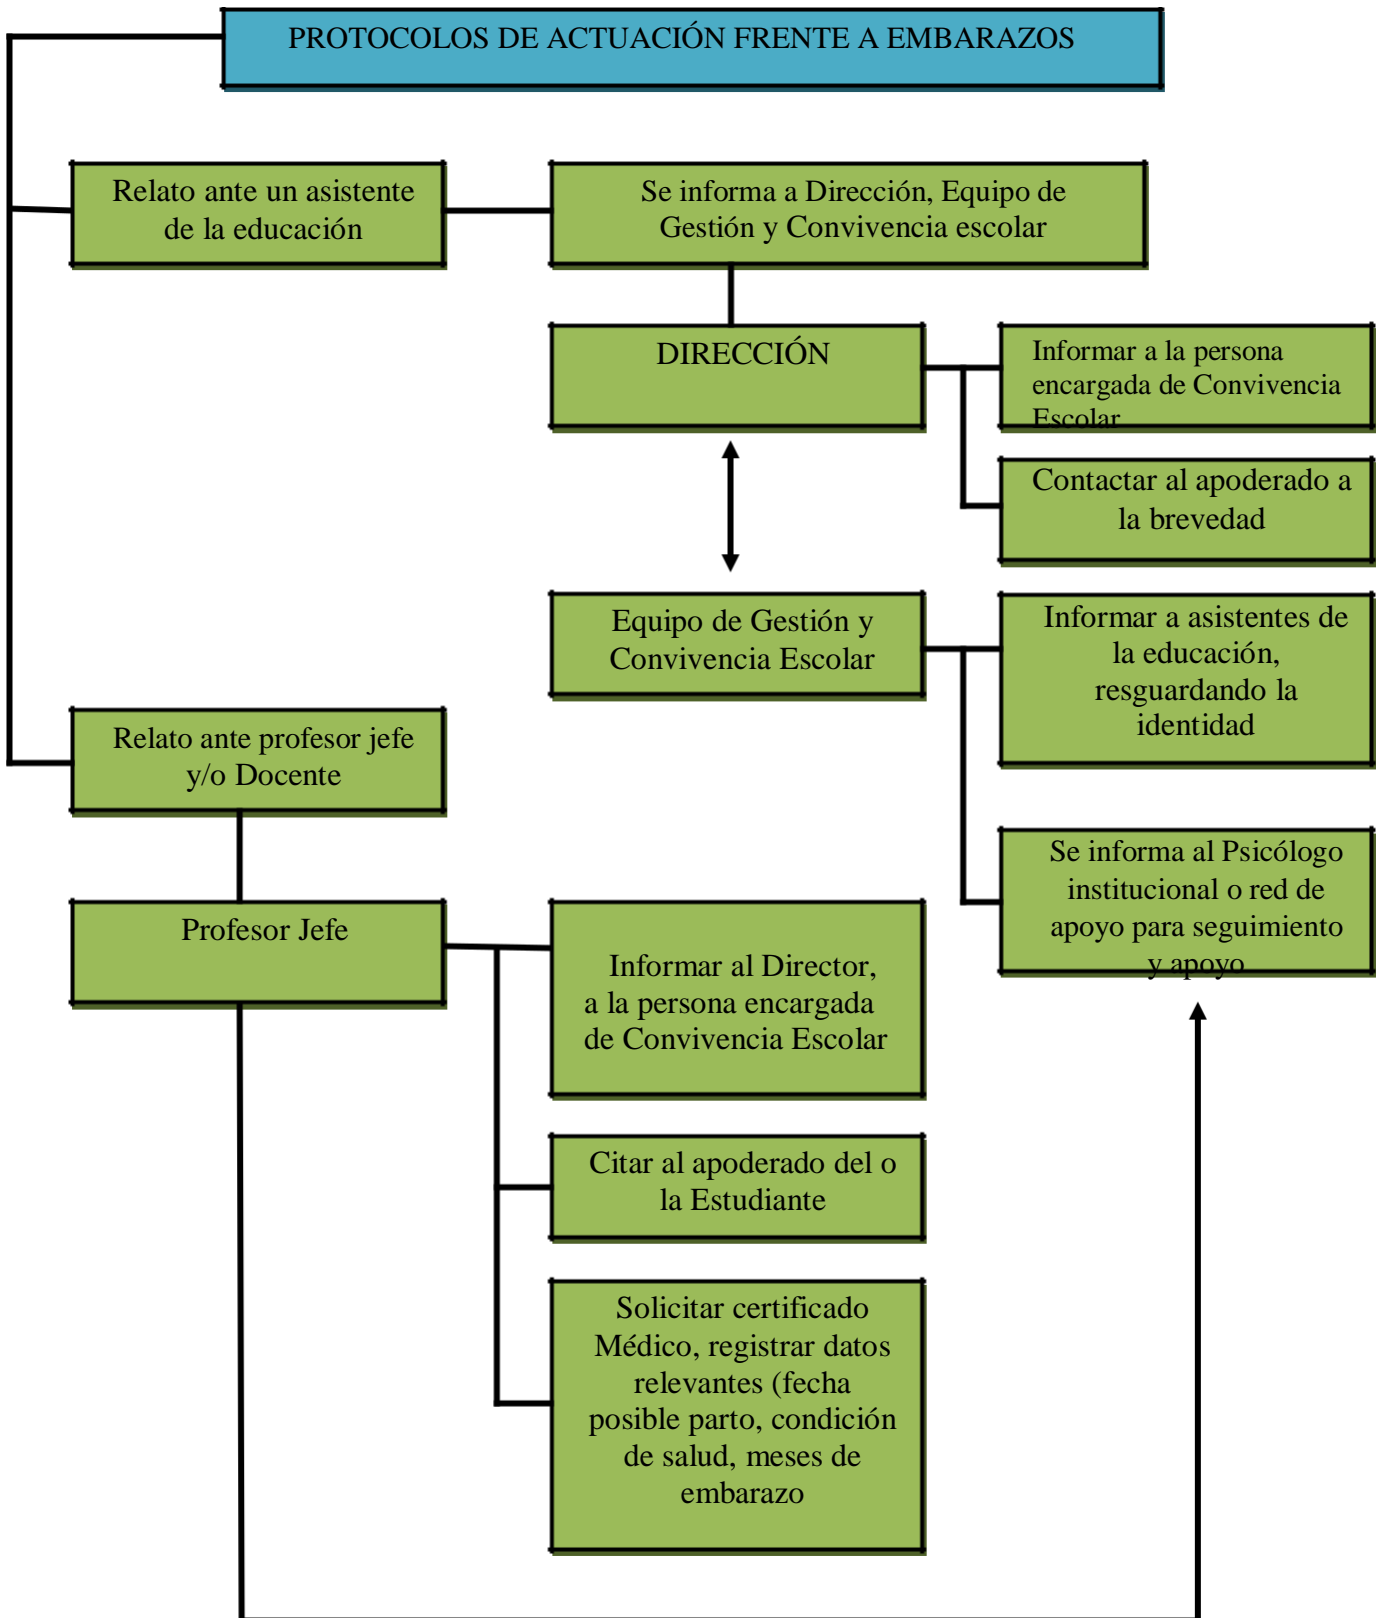 PROTOCOLOS DE ACTUACIÓN FRENTE A EMBARAZOS
Relato ante un asistente
de la educación
Se informa a Dirección, Equipo de
Gestión y Convivencia escolar
DIRECCIÓN
Informar a la persona
encargada de Convivencia
Escolar
Contactar al apoderado a
la brevedad
Equipo de Gestión y
Convivencia Escolar
Informar a asistentes de
la educación,
resguardando la
identidad
Relato ante profesor jefe
y/o Docente
Se informa al Psicólogo
institucional o red de
apoyo para seguimiento
y apoyo
Profesor Jefe
Informar al Director,
a la persona encargada
de Convivencia Escolar
Citar al apoderado del o
la Estudiante
Solicitar certificado
Médico, registrar datos
relevantes (fecha
posible parto, condición
de salud, meses de
embarazo